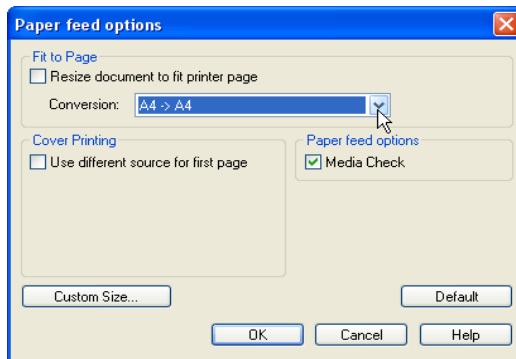 Paper feed options
Fit to Page
Resize document to fit printer page
Conversion: A4 -> A4
Cover Printing
Use different source for first page
Paper feed options
Media Check
Custom Size...
Default
OK
Cancel
Help